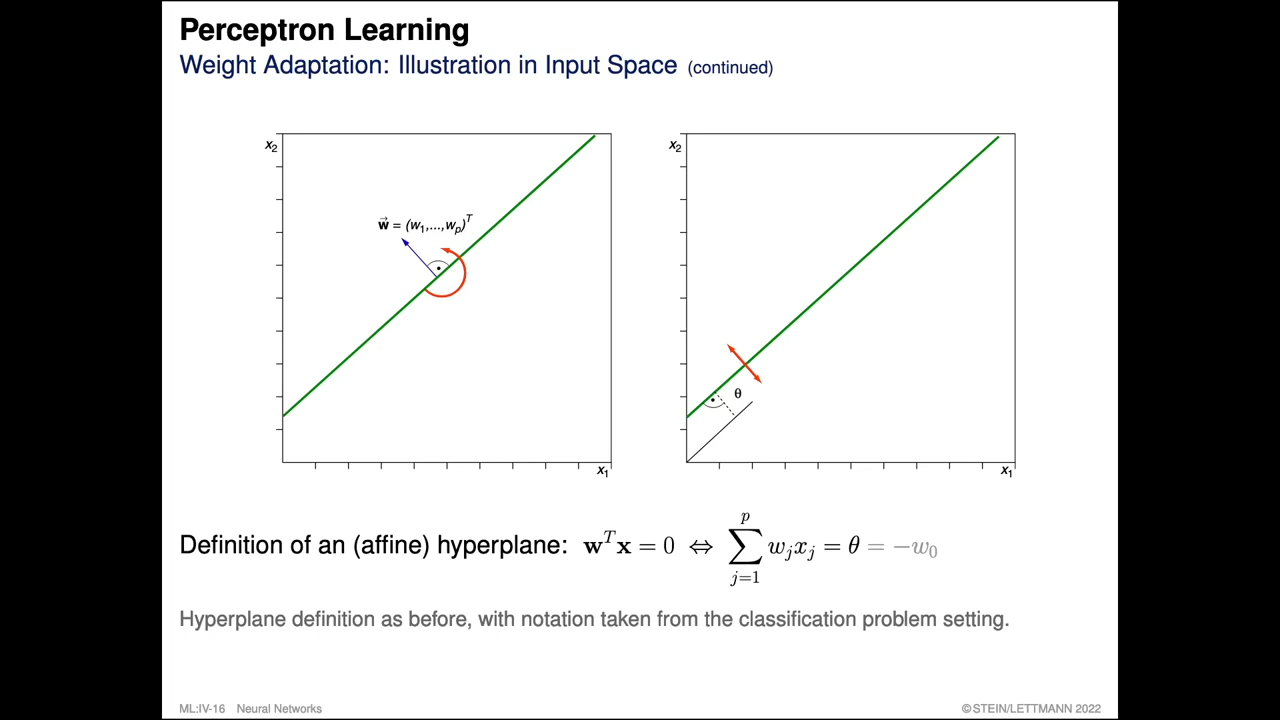 Perceptron Learning
Weight Adaptation: Illustration in Input Space (continued)
x₂
w⃗ = (w₁,...,wₚ)ᵀ
x₁
x₂
θ
x₁
Definition of an (affine) hyperplane: wᵀx = 0 ⇔ ∑ⱼ₌₁ᵖ wⱼxⱼ = θ = −w₀
Hyperplane definition as before, with notation taken from the classification problem setting.
ML:IV-16 Neural Networks
©STEIN/LETTMANN 2022